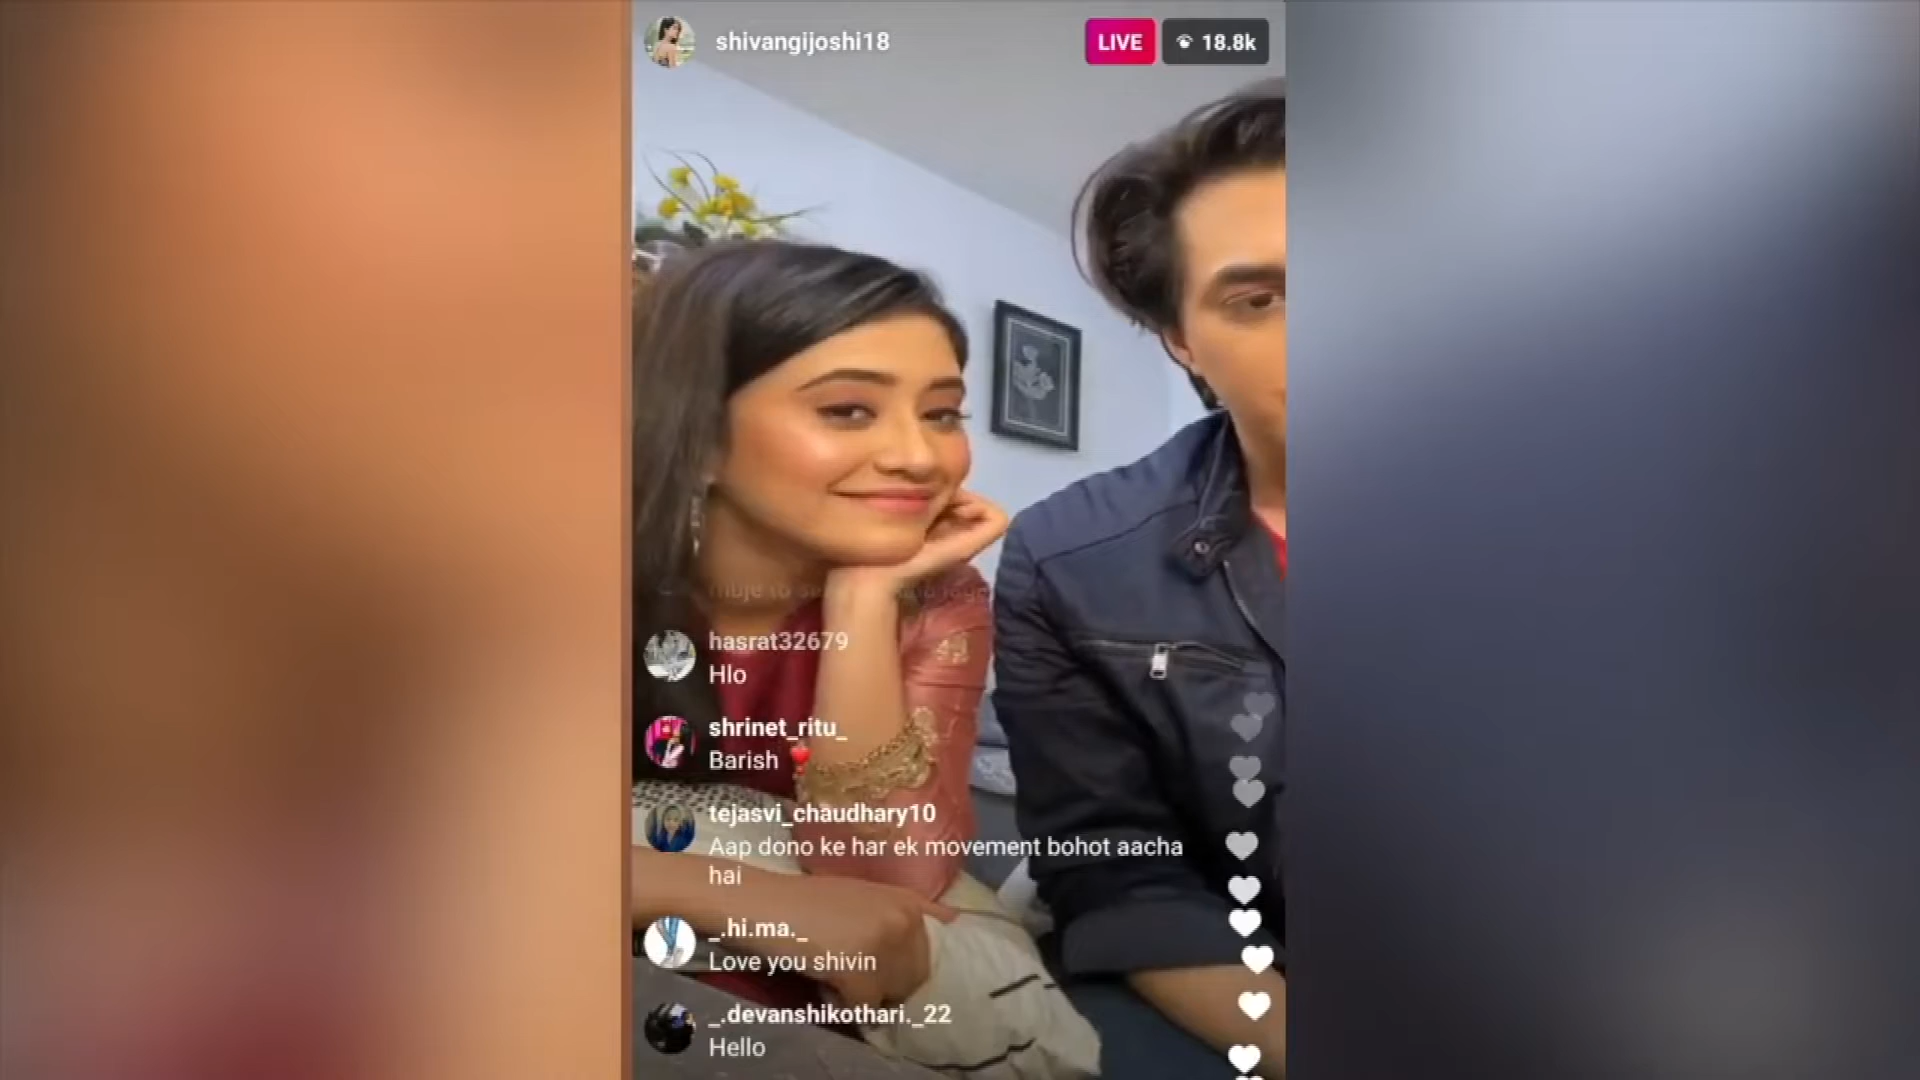 shivangijoshi18
LIVE
18.8k
hasrat32679
Hlo
shrinet_ritu_
Barish
tejasvi_chaudhary10
Aap dono ke har ek movement bohot aacha
hai
_.hi.ma._
Love you shivin
_.devanshikothari._22
Hello